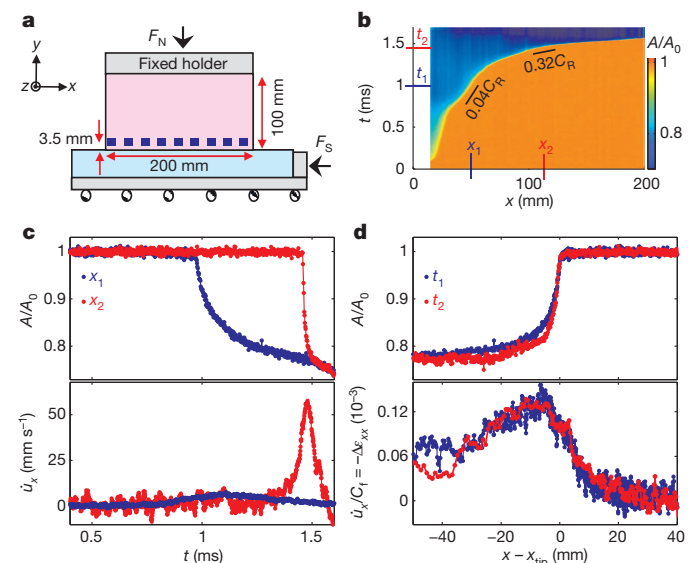 a
y
z
x
F_N
Fixed holder
100 mm
3.5 mm
200 mm
F_S
b
t_2
t_1
t (ms)
1.5
1.0
0.5
0
0.04C_R
0.32C_R
x_1
x_2
0
100
200
x (mm)
A/A_0
1
0.8
c
A/A_0
1
0.9
0.8
x_1
x_2
u̇_x (mm s⁻¹)
50
25
0
0.5
1
1.5
t (ms)
d
A/A_0
1
0.9
0.8
t_1
t_2
u̇_x/C_f = −Δε_xx (10⁻³)
0.12
0.06
0
−50 −40
−20
0
20
40
x − x_tip (mm)